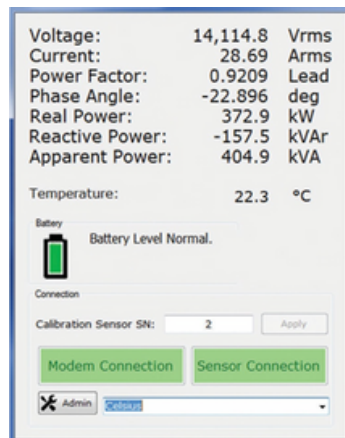 Voltage: 14,114.8 Vrms
Current: 28.69 Arms
Power Factor: 0.9209 Lead
Phase Angle: -22.896 deg
Real Power: 372.9 kW
Reactive Power: -157.5 kVAr
Apparent Power: 404.9 kVA
Temperature: 22.3 °C
Battery
Battery Level Normal.
Connection
Calibration Sensor SN: 2 Apply
Modem Connection Sensor Connection
Admin Celsius